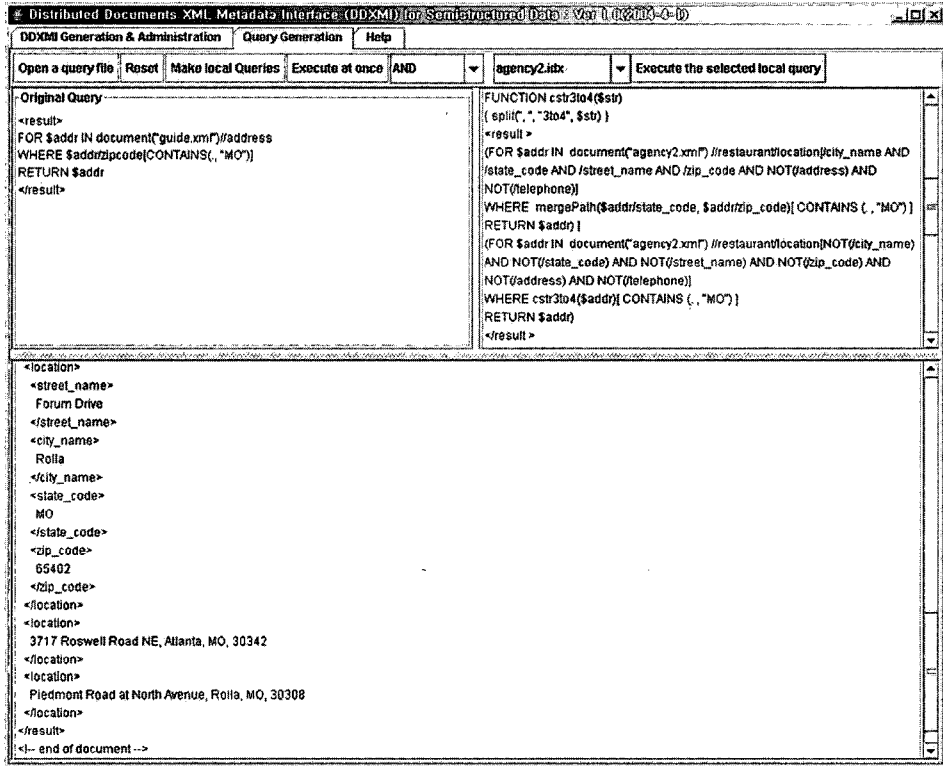 Distributed Documents XML Metadata Interface (DDXMI) for Semistructured Data : Ver 1.0(2004-4-)
DDXMI Generation & Administration Query Generation Help
Open a query file Reset Make local Queries Execute at once AND agency2.idx Execute the selected local query
Original Query
<result>
FOR $addr IN document("guide.xml")//address
WHERE $addr/zipcode[CONTAINS(., "MO")]
RETURN $addr
</result>
FUNCTION cstr3to4($str)
{ split(", ", "3to4", $str) }
<result >
(FOR $addr IN document("agency2.xml") //restaurant/location[/city_name AND
/state_code AND /street_name AND /zip_code AND NOT(/address) AND
NOT(/telephone)]
WHERE mergePath($addr/state_code, $addr/zip_code)[ CONTAINS (. , "MO") ]
RETURN $addr) |
(FOR $addr IN document("agency2.xml") //restaurant/location[NOT(/city_name)
AND NOT(/state_code) AND NOT(/street_name) AND NOT(/zip_code) AND
NOT(/address) AND NOT(/telephone)]
WHERE cstr3to4($addr)[ CONTAINS (. , "MO") ]
RETURN $addr)
</result >
<location>
<street_name>
Forum Drive
</street_name>
<city_name>
Rolla
</city_name>
<state_code>
MO
</state_code>
<zip_code>
65402
</zip_code>
</location>
<location>
3717 Roswell Road NE, Atlanta, MO, 30342
</location>
<location>
Piedmont Road at North Avenue, Rolla, MO, 30308
</location>
</result>
<!-- end of document -->